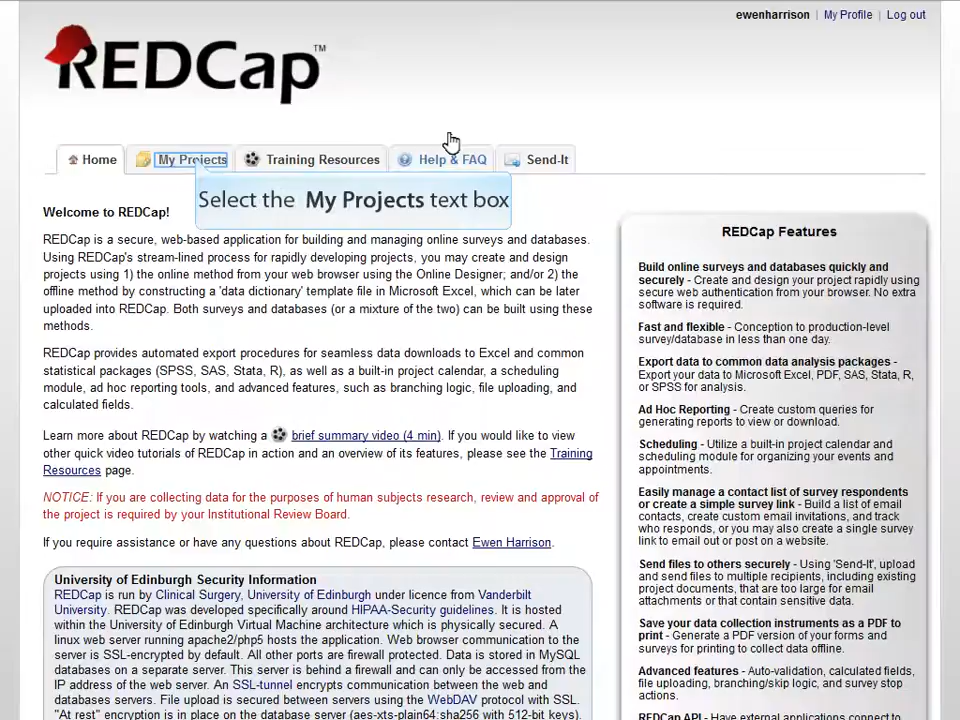 ewenharrison | My Profile | Log out
REDCap™
Home
My Projects
Training Resources
Help & FAQ
Send-It
Select the My Projects text box
Welcome to REDCap!
REDCap is a secure, web-based application for building and managing online surveys and databases.
Using REDCap's stream-lined process for rapidly developing projects, you may create and design
projects using 1) the online method from your web browser using the Online Designer; and/or 2) the
offline method by constructing a 'data dictionary' template file in Microsoft Excel, which can be later
uploaded into REDCap. Both surveys and databases (or a mixture of the two) can be built using these
methods.
REDCap provides automated export procedures for seamless data downloads to Excel and common
statistical packages (SPSS, SAS, Stata, R), as well as a built-in project calendar, a scheduling
module, ad hoc reporting tools, and advanced features, such as branching logic, file uploading, and
calculated fields.
Learn more about REDCap by watching a brief summary video (4 min). If you would like to view
other quick video tutorials of REDCap in action and an overview of its features, please see the Training
Resources page.
NOTICE: If you are collecting data for the purposes of human subjects research, review and approval of
the project is required by your Institutional Review Board.
If you require assistance or have any questions about REDCap, please contact Ewen Harrison.
University of Edinburgh Security Information
REDCap is run by Clinical Surgery, University of Edinburgh under licence from Vanderbilt
University. REDCap was developed specifically around HIPAA-Security guidelines. It is hosted
within the University of Edinburgh Virtual Machine architecture which is physically secured. A
linux web server running apache2/php5 hosts the application. Web browser communication to the
server is SSL-encrypted by default. All other ports are firewall protected. Data is stored in MySQL
databases on a separate server. This server is behind a firewall and can only be accessed from the
IP address of the web server. An SSL-tunnel encrypts communication between the web and
databases servers. File upload is secured between servers using the WebDAV protocol with SSL.
"At rest" encryption is in place on the database server (aes-xts-plain64:sha256 with 512-bit keys).
REDCap Features
Build online surveys and databases quickly and
securely - Create and design your project rapidly using
secure web authentication from your browser. No extra
software is required.
Fast and flexible - Conception to production-level
survey/database in less than one day.
Export data to common data analysis packages -
Export your data to Microsoft Excel, PDF, SAS, Stata, R,
or SPSS for analysis.
Ad Hoc Reporting - Create custom queries for
generating reports to view or download.
Scheduling - Utilize a built-in project calendar and
scheduling module for organizing your events and
appointments.
Easily manage a contact list of survey respondents
or create a simple survey link - Build a list of email
contacts, create custom email invitations, and track
who responds, or you may also create a single survey
link to email out or post on a website.
Send files to others securely - Using 'Send-It', upload
and send files to multiple recipients, including existing
project documents, that are too large for email
attachments or that contain sensitive data.
Save your data collection instruments as a PDF to
print - Generate a PDF version of your forms and
surveys for printing to collect data offline.
Advanced features - Auto-validation, calculated fields,
file uploading, branching/skip logic, and survey stop
actions.
REDCap API - Have external applications connect to